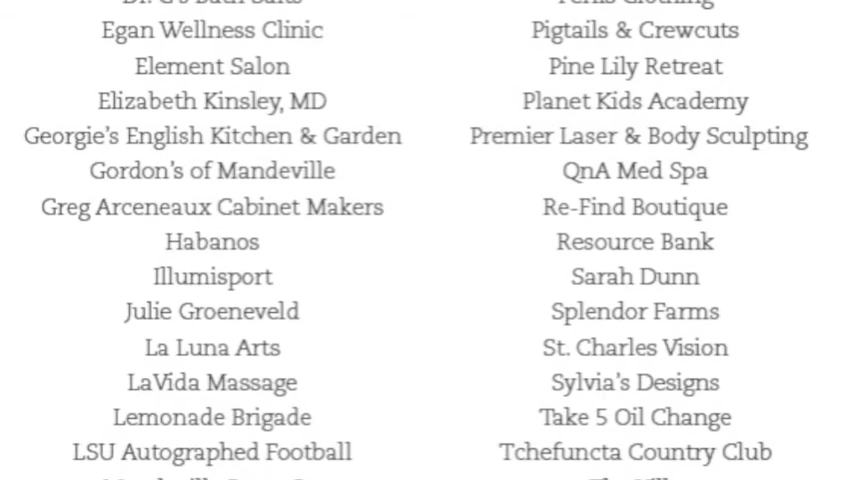 Egan Wellness Clinic
Element Salon
Elizabeth Kinsley, MD
Georgie's English Kitchen & Garden
Gordon's of Mandeville
Greg Arceneaux Cabinet Makers
Habanos
Illumisport
Julie Groeneveld
La Luna Arts
LaVida Massage
Lemonade Brigade
LSU Autographed Football
Pigtails & Crewcuts
Pine Lily Retreat
Planet Kids Academy
Premier Laser & Body Sculpting
QnA Med Spa
Re-Find Boutique
Resource Bank
Sarah Dunn
Splendor Farms
St. Charles Vision
Sylvia's Designs
Take 5 Oil Change
Tchefuncta Country Club